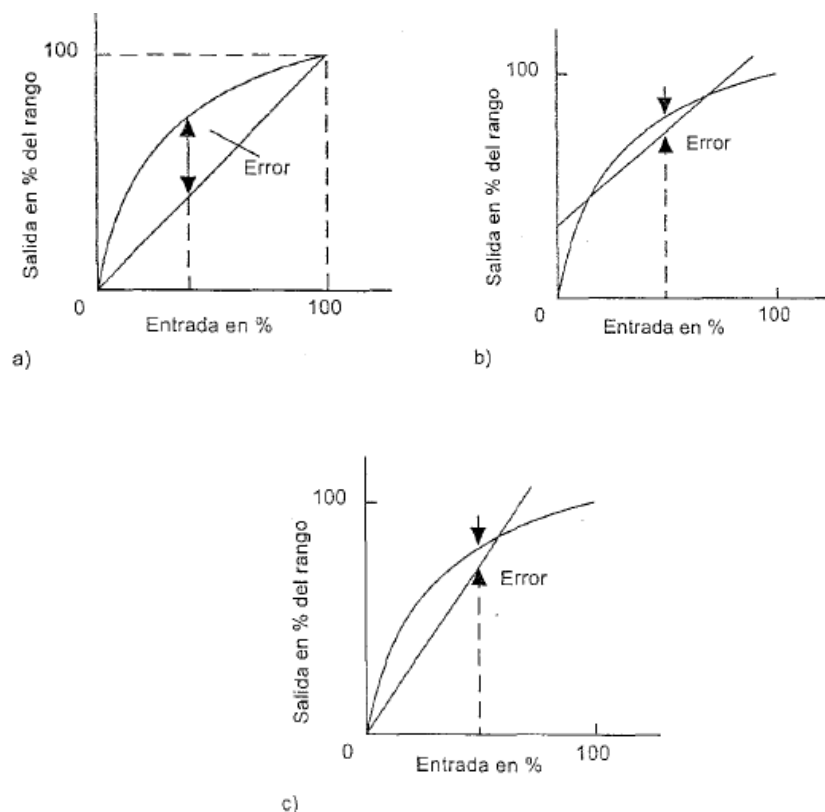 100
Salida en % del rango
Error
0
Entrada en %
100
a)
100
Salida en % del rango
Error
0
Entrada en %
100
b)
100
Salida en % del rango
Error
0
Entrada en %
100
c)